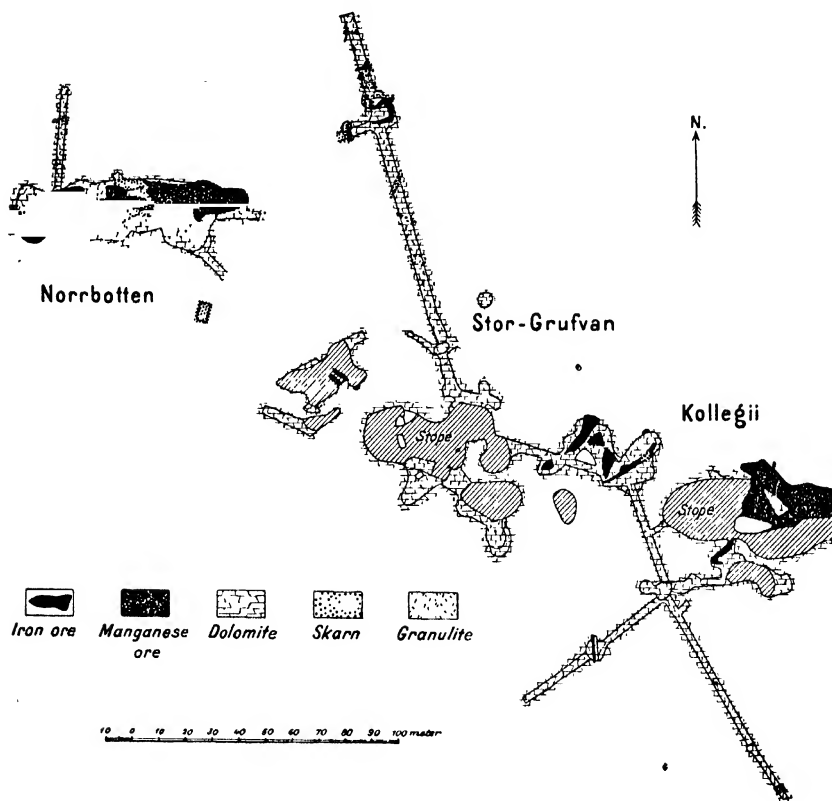 N.
Norrbotten
Stor-Grufvan
Kollegii
Stope
Stope
Iron ore
Manganese ore
Dolomite
Skarn
Granulite
10 0 10 20 30 40 50 60 70 80 90 100 meter